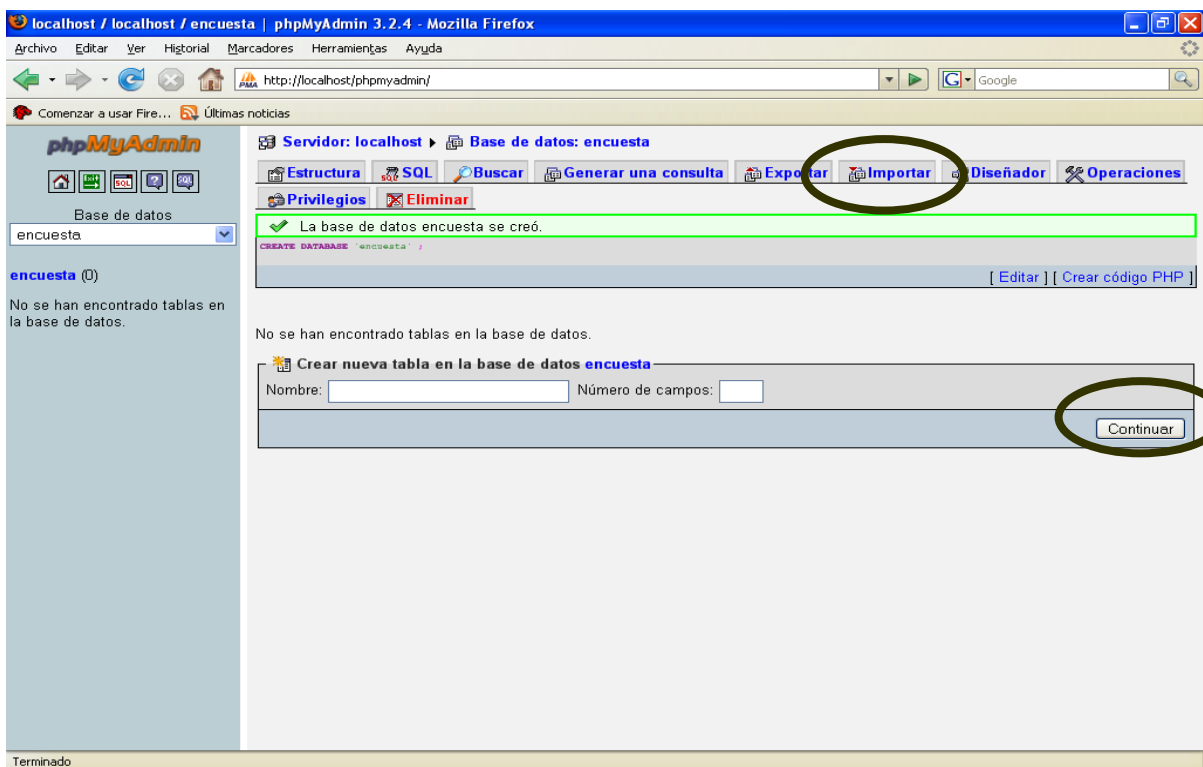 localhost / localhost / encuesta | phpMyAdmin 3.2.4 - Mozilla Firefox
Archivo Editar Ver Historial Marcadores Herramientas Ayuda
PMA http://localhost/phpmyadmin/ G Google
Comenzar a usar Fire... Últimas noticias
phpMyAdmin
SQL SQL
Base de datos
encuesta
encuesta (0)
No se han encontrado tablas en
la base de datos.
Servidor: localhost Base de datos: encuesta
Estructura SQL Buscar Generar una consulta Exportar Importar Diseñador Operaciones
Privilegios Eliminar
La base de datos encuesta se creó.
CREATE DATABASE `encuesta` ;
[ Editar ] [ Crear código PHP ]
No se han encontrado tablas en la base de datos.
Crear nueva tabla en la base de datos encuesta
Nombre: Número de campos:
Continuar
Terminado